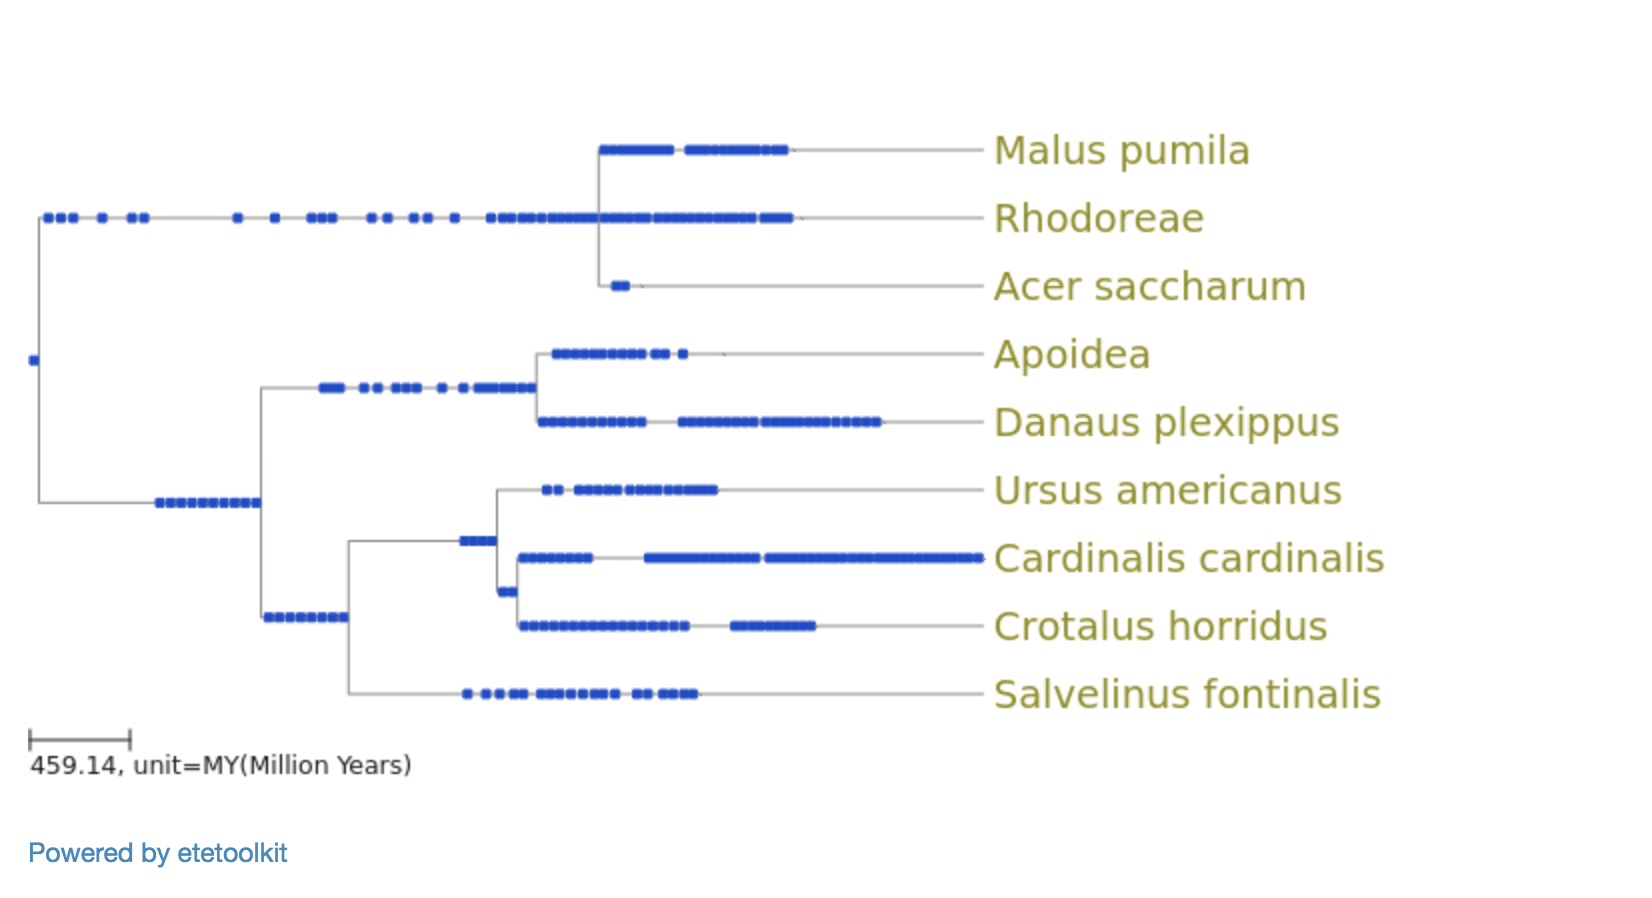 Malus pumila
Rhodoreae
Acer saccharum
Apoidea
Danaus plexippus
Ursus americanus
Cardinalis cardinalis
Crotalus horridus
Salvelinus fontinalis
459.14, unit=MY(Million Years)
Powered by etetoolkit